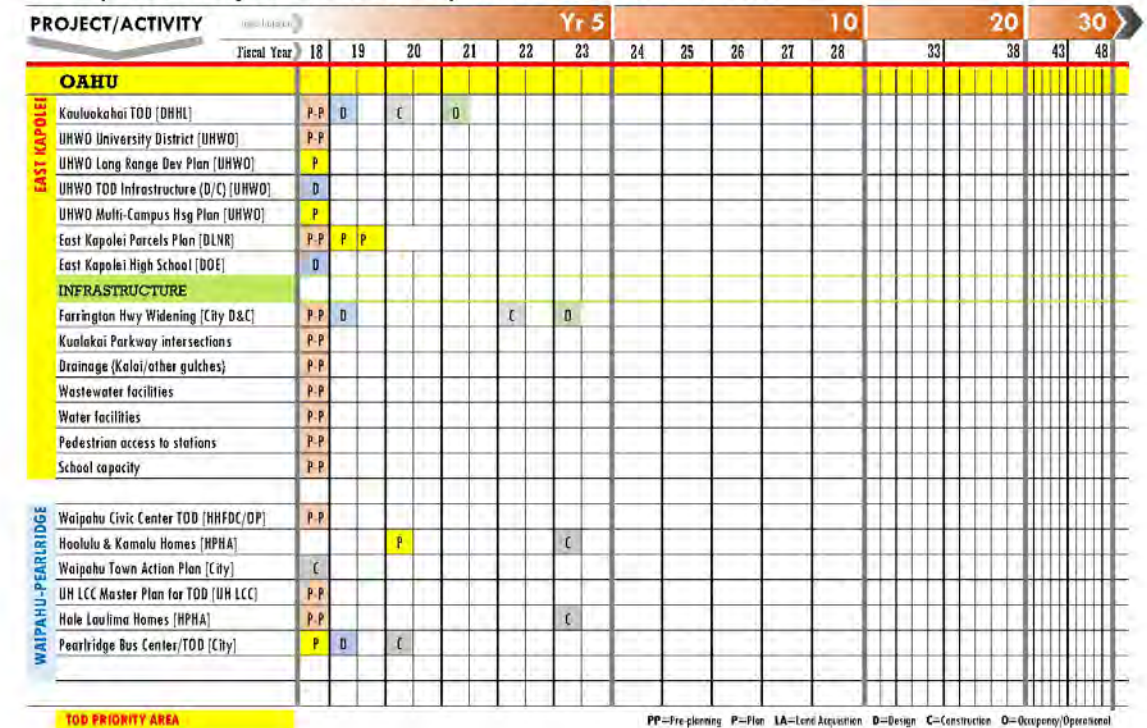 PROJECT/ACTIVITY Yr 5 10 20 30
Fiscal Year 18 19 20 21 22 23 24 25 26 27 28 33 38 43 48
OAHU
EAST KAPOLEI
Kauluokahai TOD [DHHL] P-P D C O
UHWO University District [UHWO] P-P
UHWO Long Range Dev Plan [UHWO] P
UHWO TOD Infrastructure (D/C) [UHWO] D
UHWO Multi-Campus Hsg Plan [UHWO] P
East Kapolei Parcels Plan [DLNR] P-P P P
East Kapolei High School [DOE] D
INFRASTRUCTURE
Farrington Hwy Widening [City D&C] P-P D C O
Kualakai Parkway intersections P-P
Drainage (Kaloi/other gulches) P-P
Wastewater facilities P-P
Water facilities P-P
Pedestrian access to stations P-P
School capacity P-P
WAIPAHU-PEARLRIDGE
Waipahu Civic Center TOD [HHFDC/OP] P-P
Hoolulu & Kamalu Homes [HPHA] P C
Waipahu Town Action Plan [City] C
UH LCC Master Plan for TOD [UH LCC] P-P
Hale Laulima Homes [HPHA] P-P C
Pearlridge Bus Center/TOD [City] P D C
TOD PRIORITY AREA PP=Pre-planning P=Plan LA=Land Acquisition D=Design C=Construction O=Occupancy/Operational